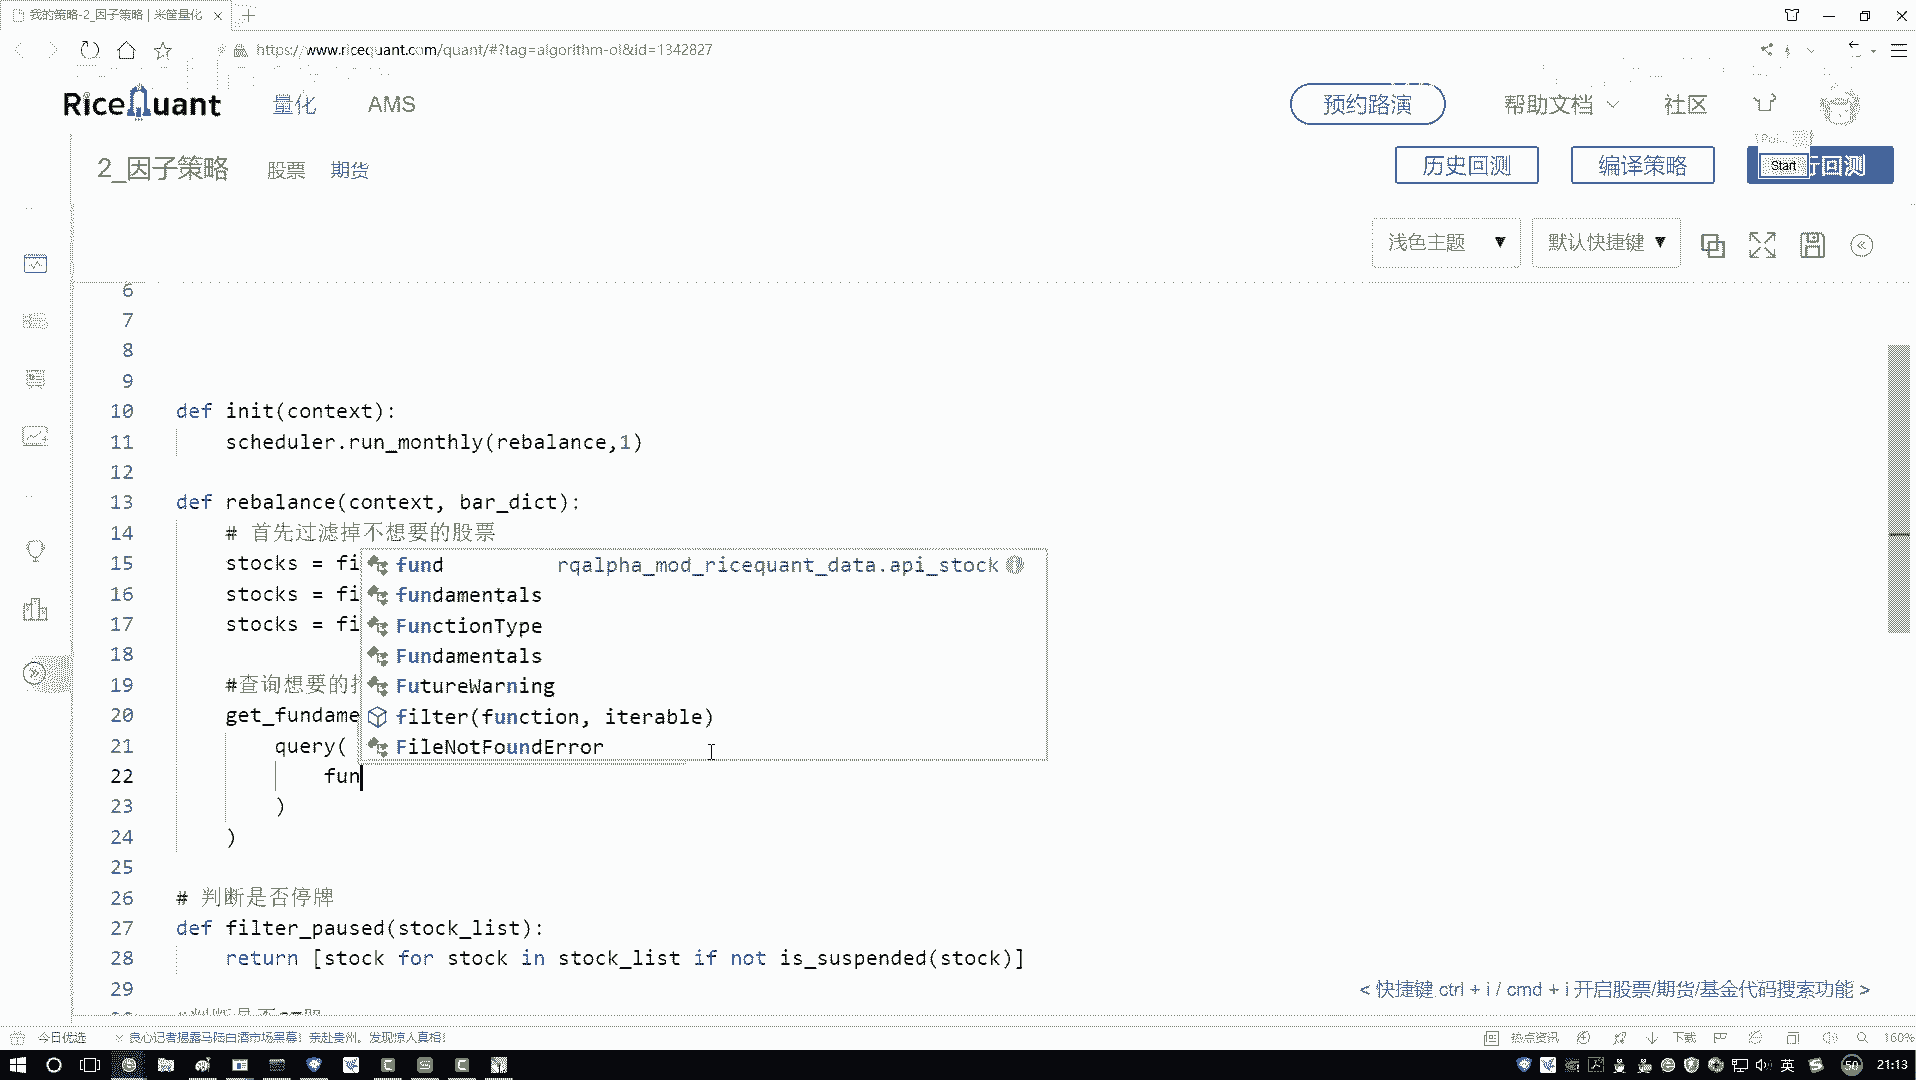 我的策略-2_因子策略 | 米筐量化
https://www.ricequant.com/quant/#?tag=algorithm-ol&id=1342827
RiceQuant
量化
AMS
预约路演
帮助文档
社区
2_因子策略
股票
期货
历史回测
编译策略
Start
行回测
浅色主题
默认快捷键
6
7
8
9
10 def init(context):
11 scheduler.run_monthly(rebalance,1)
12
13 def rebalance(context, bar_dict):
14 # 首先过滤掉不想要的股票
15 stocks = fi
16 stocks = fi
17 stocks = fi
18
19 #查询想要的
20 get_fundame
21 query(
22 fun
23 )
24 )
25
26 # 判断是否停牌
27 def filter_paused(stock_list):
28 return [stock for stock in stock_list if not is_suspended(stock)]
29
fund rqalpha_mod_ricequant_data.api_stock
fundamentals
FunctionType
Fundamentals
FutureWarning
filter(function, iterable)
FileNotFoundError
< 快捷键 ctrl + i / cmd + i 开启股票/期货/基金代码搜索功能 >
今日优选
良心记者揭露马陆白酒市场黑幕! 亲赴贵州。发现惊人真相!
热点资讯
下载
160%
英
50
21:13